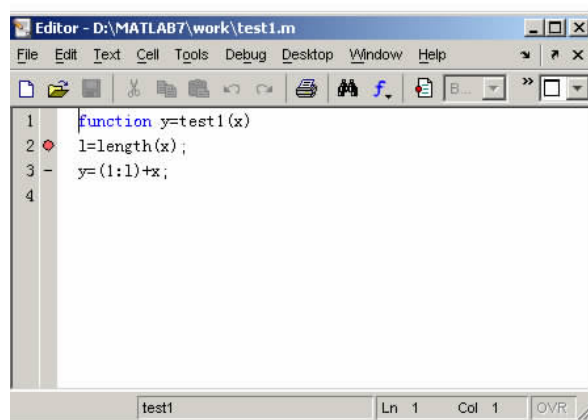 Editor - D:\MATLAB7\work\test1.m
File Edit Text Cell Tools Debug Desktop Window Help
B...
1 function y=test1(x)
2 l=length(x);
3 y=(1:l)+x;
4
test1 Ln 1 Col 1 OVR